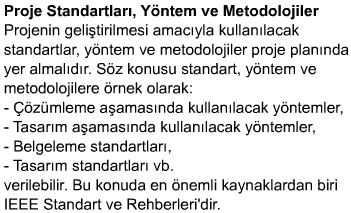 Proje Standartları, Yöntem ve Metodolojiler
Projenin geliştirilmesi amacıyla kullanılacak
standartlar, yöntem ve metodolojiler proje planında
yer almalıdır. Söz konusu standart, yöntem ve
metodolojilere örnek olarak:
- Çözümleme aşamasında kullanılacak yöntemler,
- Tasarım aşamasında kullanılacak yöntemler,
- Belgeleme standartları,
- Tasarım standartları vb.
verilebilir. Bu konuda en önemli kaynaklardan biri
IEEE Standart ve Rehberleri'dir.